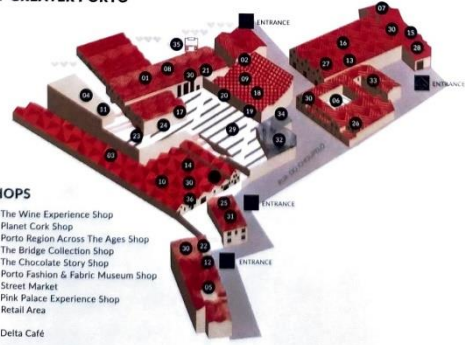 GREATER PORTO
ENTRANCE
07
35
30
15
16
02
28
08
21
27
13
01
30
09
33
ENTRANCE
04
20
18
30
06
11
17
19
34
26
23
24
29
32
03
14
10
30
RUA DO CHOUPELO
36
25
ENTRANCE
31
30
22
12
ENTRANCE
05
The Wine Experience Shop
Planet Cork Shop
Porto Region Across The Ages Shop
The Bridge Collection Shop
The Chocolate Story Shop
Porto Fashion & Fabric Museum Shop
Street Market
Pink Palace Experience Shop
Retail Area
Delta Café